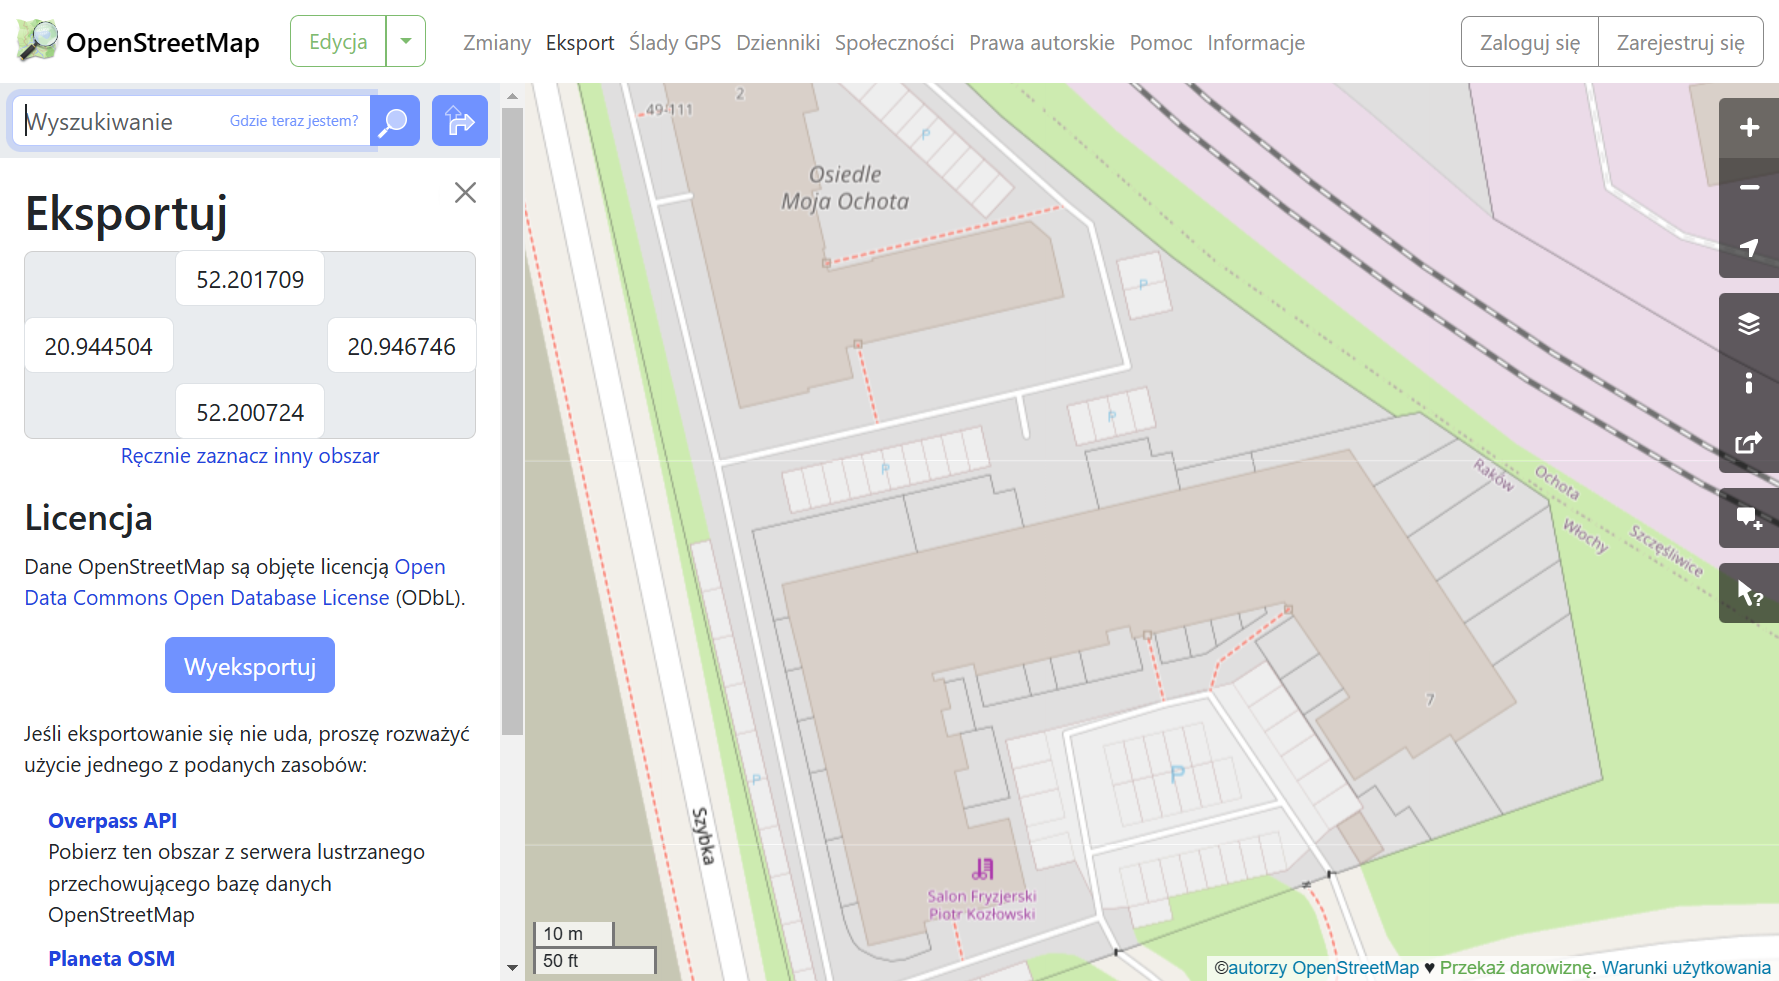 OpenStreetMap
Edycja
Zmiany Eksport Ślady GPS Dzienniki Społeczności Prawa autorskie Pomoc Informacje
Zaloguj się Zarejestruj się
Wyszukiwanie Gdzie teraz jestem?
Eksportuj
52.201709
20.944504 20.946746
52.200724
Ręcznie zaznacz inny obszar
Licencja
Dane OpenStreetMap są objęte licencją Open
Data Commons Open Database License (ODbL).
Wyeksportuj
Jeśli eksportowanie się nie uda, proszę rozważyć
użycie jednego z podanych zasobów:
Overpass API
Pobierz ten obszar z serwera lustrzanego
przechowującego bazę danych
OpenStreetMap
Planeta OSM
49-111
2
Osiedle
Moja Ochota
P
P
P
P
Raków
Ochota
Włochy
Szczęśliwice
7
P
P
Szybka
Salon Fryzjerski
Piotr Kozłowski
10 m
50 ft
©autorzy OpenStreetMap ♥ Przekaż darowiznę. Warunki użytkowania